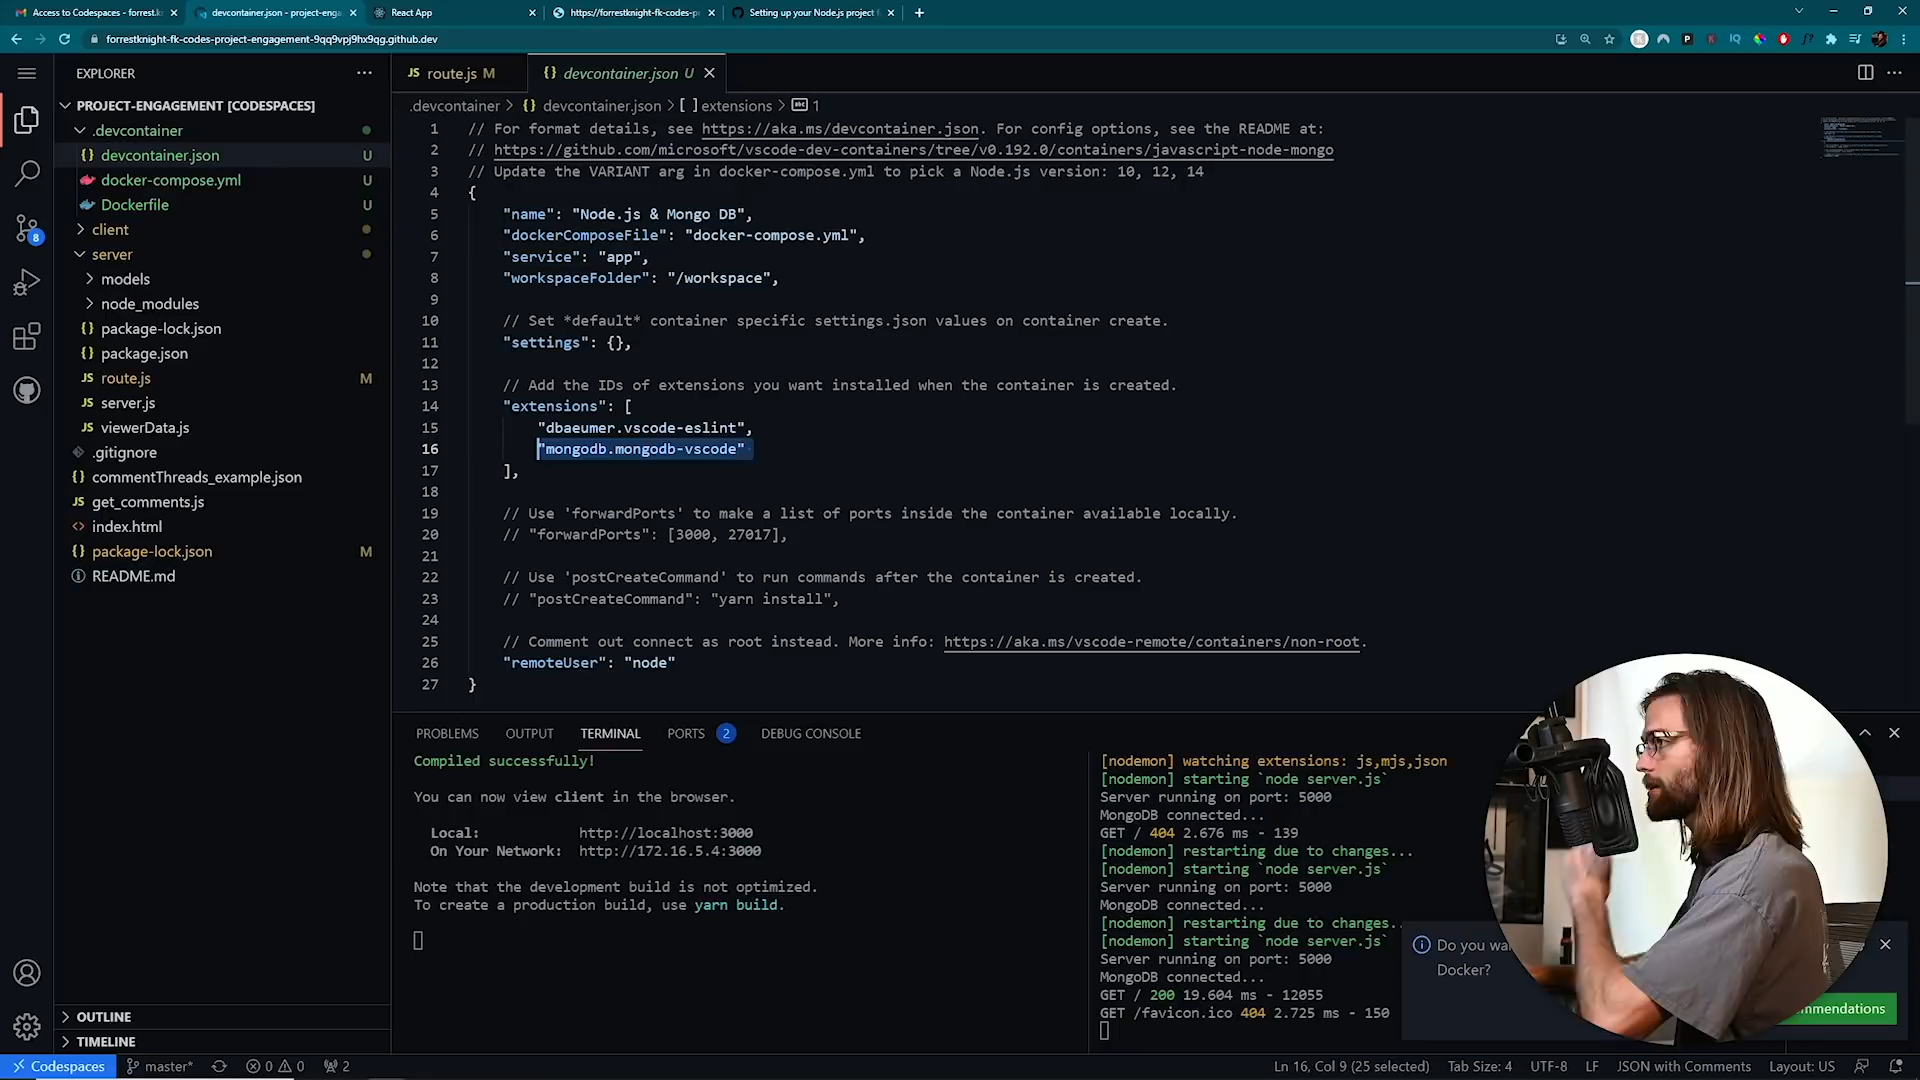 Access to Codespaces - forrest.k
devcontainer.json - project-enga
React App
https://forrestknight-fk-codes-p
Setting up your Node.js project f
forrestknight-fk-codes-project-engagement-9qq9vpj9hx9qg.github.dev
EXPLORER
PROJECT-ENGAGEMENT [CODESPACES]
.devcontainer
{} devcontainer.json U
docker-compose.yml U
Dockerfile U
client
server
models
node_modules
{} package-lock.json
{} package.json
JS route.js M
JS server.js
JS viewerData.js
.gitignore
{} commentThreads_example.json
JS get_comments.js
<> index.html
{} package-lock.json M
README.md
OUTLINE
TIMELINE
JS route.js M
{} devcontainer.json U
.devcontainer > {} devcontainer.json > [ ] extensions > abc 1
1 // For format details, see https://aka.ms/devcontainer.json. For config options, see the README at:
2 // https://github.com/microsoft/vscode-dev-containers/tree/v0.192.0/containers/javascript-node-mongo
3 // Update the VARIANT arg in docker-compose.yml to pick a Node.js version: 10, 12, 14
4 {
5 "name": "Node.js & Mongo DB",
6 "dockerComposeFile": "docker-compose.yml",
7 "service": "app",
8 "workspaceFolder": "/workspace",
9
10 // Set *default* container specific settings.json values on container create.
11 "settings": {},
12
13 // Add the IDs of extensions you want installed when the container is created.
14 "extensions": [
15 "dbaeumer.vscode-eslint",
16 "mongodb.mongodb-vscode"
17 ],
18
19 // Use 'forwardPorts' to make a list of ports inside the container available locally.
20 // "forwardPorts": [3000, 27017],
21
22 // Use 'postCreateCommand' to run commands after the container is created.
23 // "postCreateCommand": "yarn install",
24
25 // Comment out connect as root instead. More info: https://aka.ms/vscode-remote/containers/non-root.
26 "remoteUser": "node"
27 }
PROBLEMS OUTPUT TERMINAL PORTS 2 DEBUG CONSOLE
Compiled successfully!
You can now view client in the browser.
Local: http://localhost:3000
On Your Network: http://172.16.5.4:3000
Note that the development build is not optimized.
To create a production build, use yarn build.
[nodemon] watching extensions: js,mjs,json
[nodemon] starting `node server.js`
Server running on port: 5000
MongoDB connected...
GET / 404 2.676 ms - 139
[nodemon] restarting due to changes...
[nodemon] starting `node server.js`
Server running on port: 5000
MongoDB connected...
[nodemon] restarting due to changes..
[nodemon] starting `node server.js`
Server running on port: 5000
MongoDB connected...
GET / 200 19.604 ms - 12055
GET /favicon.ico 404 2.725 ms - 150
Do you wa
Docker?
mmendations
8
Codespaces master* 0 0 2
Ln 16, Col 9 (25 selected) Tab Size: 4 UTF-8 LF JSON with Comments Layout: US